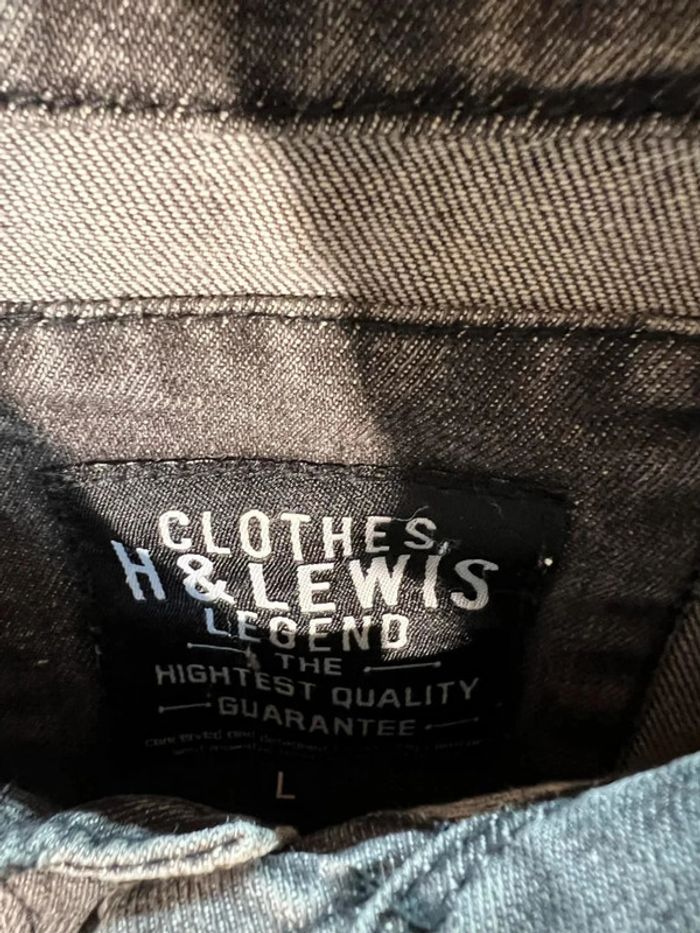 CLOTHES
H & LEWIS
LEGEND
THE
HIGHTEST QUALITY
GUARANTEE
L